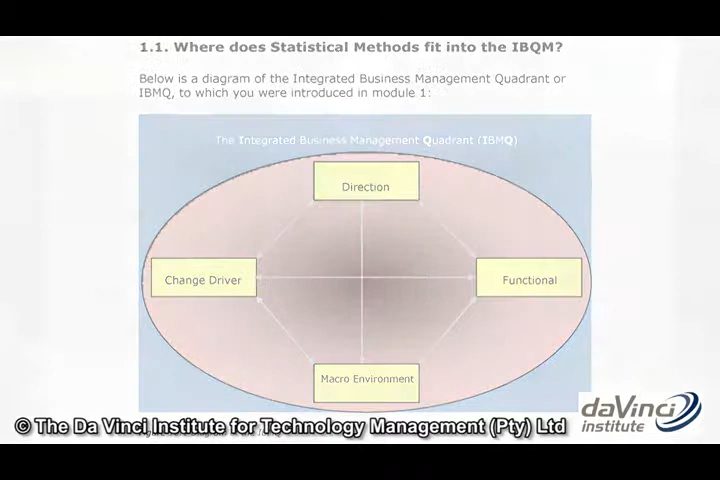 1.1. Where does Statistical Methods fit into the IBQM?
Below is a diagram of the Integrated Business Management Quadrant or
IBMQ, to which you were introduced in module 1:
The Integrated Business Management Quadrant (IBMQ)
Direction
Change Driver
Functional
Macro Environment
daVinci
institute
© The Da Vinci Institute for Technology Management (Pty) Ltd